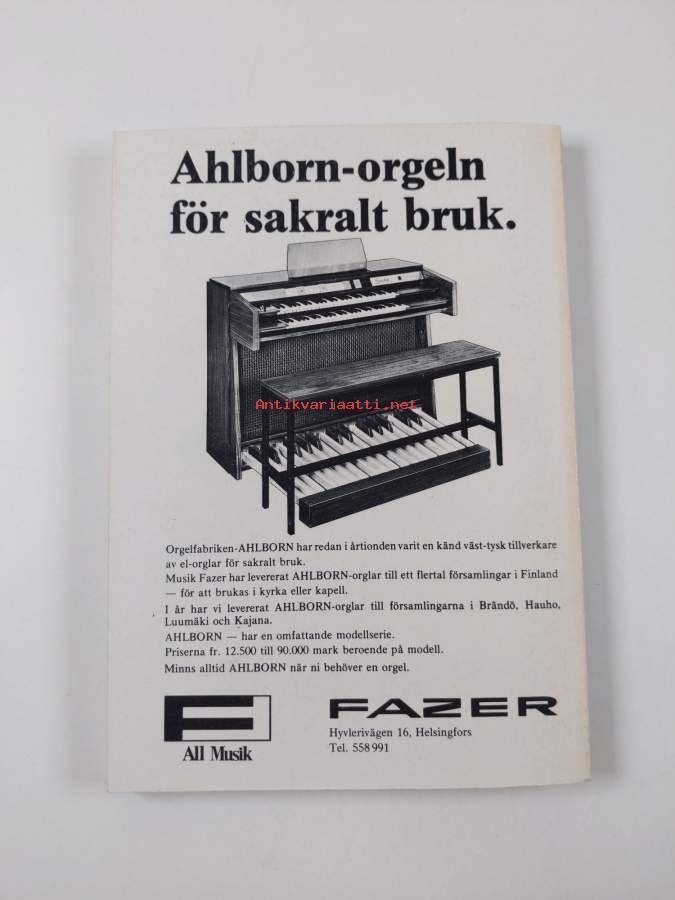 Ahlborn-orgeln
för sakralt bruk.
Antikvariaatti.net
Orgelfabriken-AHLBORN har redan i årtionden varit en känd väst-tysk tillverkare
av el-orglar för sakralt bruk.
Musik Fazer har levererat AHLBORN-orglar till ett flertal församlingar i Finland
— för att brukas i kyrka eller kapell.
I år har vi levererat AHLBORN-orglar till församlingarna i Brändö, Hauho,
Luumäki och Kajana.
AHLBORN — har en omfattande modellserie.
Priserna fr. 12.500 till 90.000 mark beroende på modell.
Minns alltid AHLBORN när ni behöver en orgel.
F
All Musik
FAZER
Hyvlerivägen 16, Helsingfors
Tel. 558 991